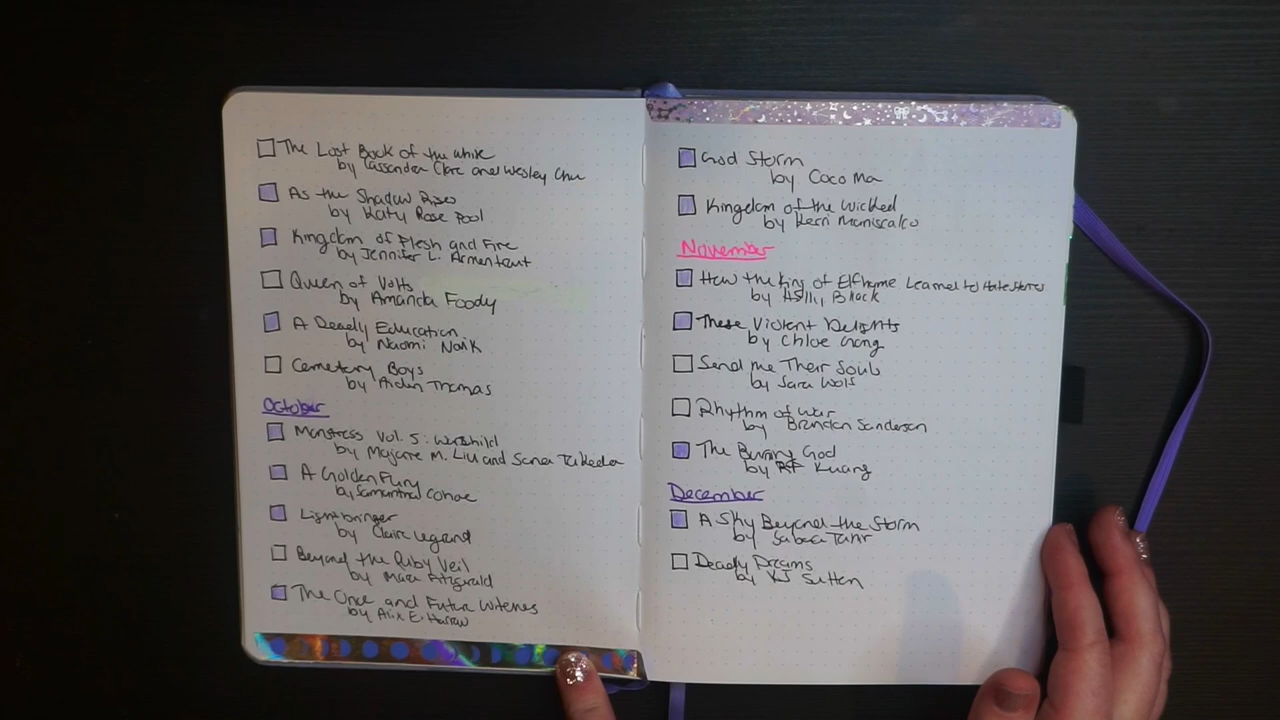 The Lost Book of the White
by Cassandra Clare and Wesley Chu
As the Shadow Rises
by Katy Rose Pool
Kingdom of Flesh and Fire
by Jennifer L. Armentrout
Queen of Volts
by Amanda Foody
A Deadly Education
by Naomi Novik
Cemetery Boys
by Aiden Thomas
October
Monstress Vol. 5: Warchild
by Marjorie M. Liu and Sana Takeda
A Golden Fury
by Samantha Cohoe
Lightbringer
by Claire Legrand
Beyond the Ruby Veil
by Mara Fitzgerald
The Once and Future Witches
by Alix E. Harrow
God Storm
by Coco Ma
Kingdom of the Wicked
by Kerri Maniscalco
November
How the King of Elfhame Learned to Hate Stories
by Holly Black
These Violent Delights
by Chloe Gong
Send Me Their Souls
by Sara Wolf
Rhythm of War
by Brandon Sanderson
The Burning God
by RF Kuang
December
A Sky Beyond the Storm
by Sabaa Tahir
Deadly Dreams
by KJ Sutton